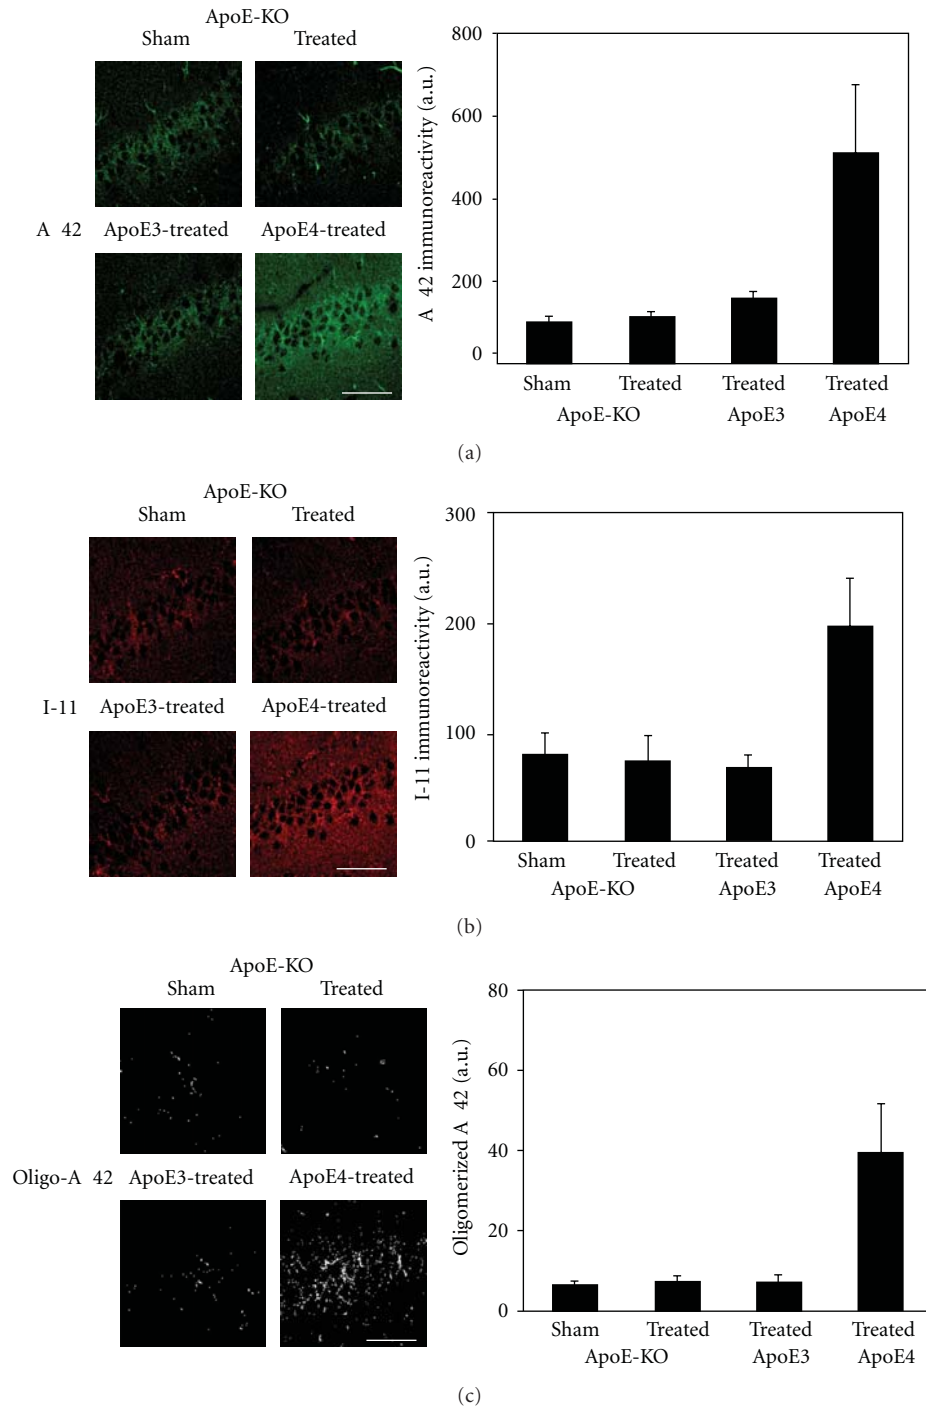 ApoE-KO
Sham Treated
A 42 ApoE3-treated ApoE4-treated
A 42 immunoreactivity (a.u.)
800
600
400
200
0
Sham Treated Treated Treated
ApoE-KO ApoE3 ApoE4
(a)
ApoE-KO
Sham Treated
I-11 ApoE3-treated ApoE4-treated
I-11 immunoreactivity (a.u.)
300
200
100
0
Sham Treated Treated Treated
ApoE-KO ApoE3 ApoE4
(b)
ApoE-KO
Sham Treated
Oligo-A 42 ApoE3-treated ApoE4-treated
Oligomerized A 42 (a.u.)
80
60
40
20
0
Sham Treated Treated Treated
ApoE-KO ApoE3 ApoE4
(c)